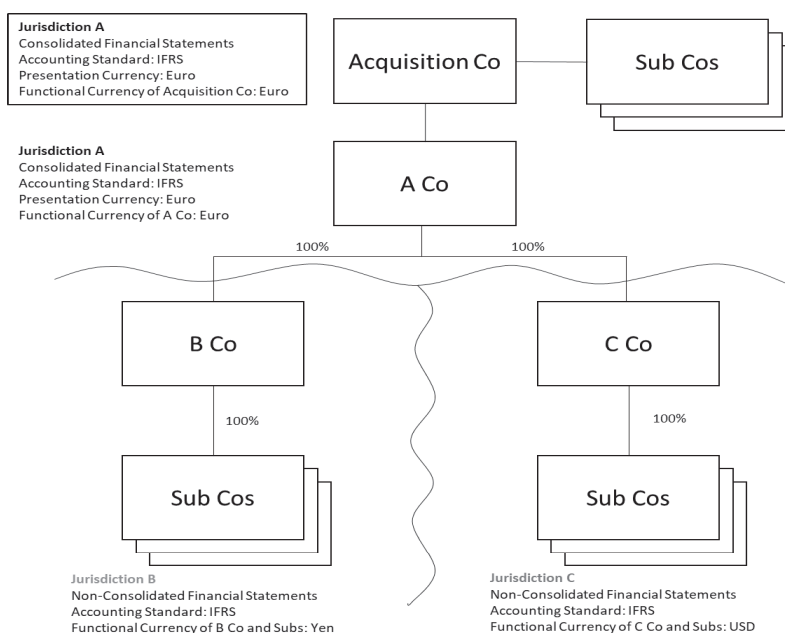 Jurisdiction A
Consolidated Financial Statements
Accounting Standard: IFRS
Presentation Currency: Euro
Functional Currency of Acquisition Co: Euro
Acquisition Co
Sub Cos
Jurisdiction A
Consolidated Financial Statements
Accounting Standard: IFRS
Presentation Currency: Euro
Functional Currency of A Co: Euro
A Co
100%
100%
B Co
C Co
100%
100%
Sub Cos
Sub Cos
Jurisdiction B
Non-Consolidated Financial Statements
Accounting Standard: IFRS
Functional Currency of B Co and Subs: Yen
Jurisdiction C
Non-Consolidated Financial Statements
Accounting Standard: IFRS
Functional Currency of C Co and Subs: USD